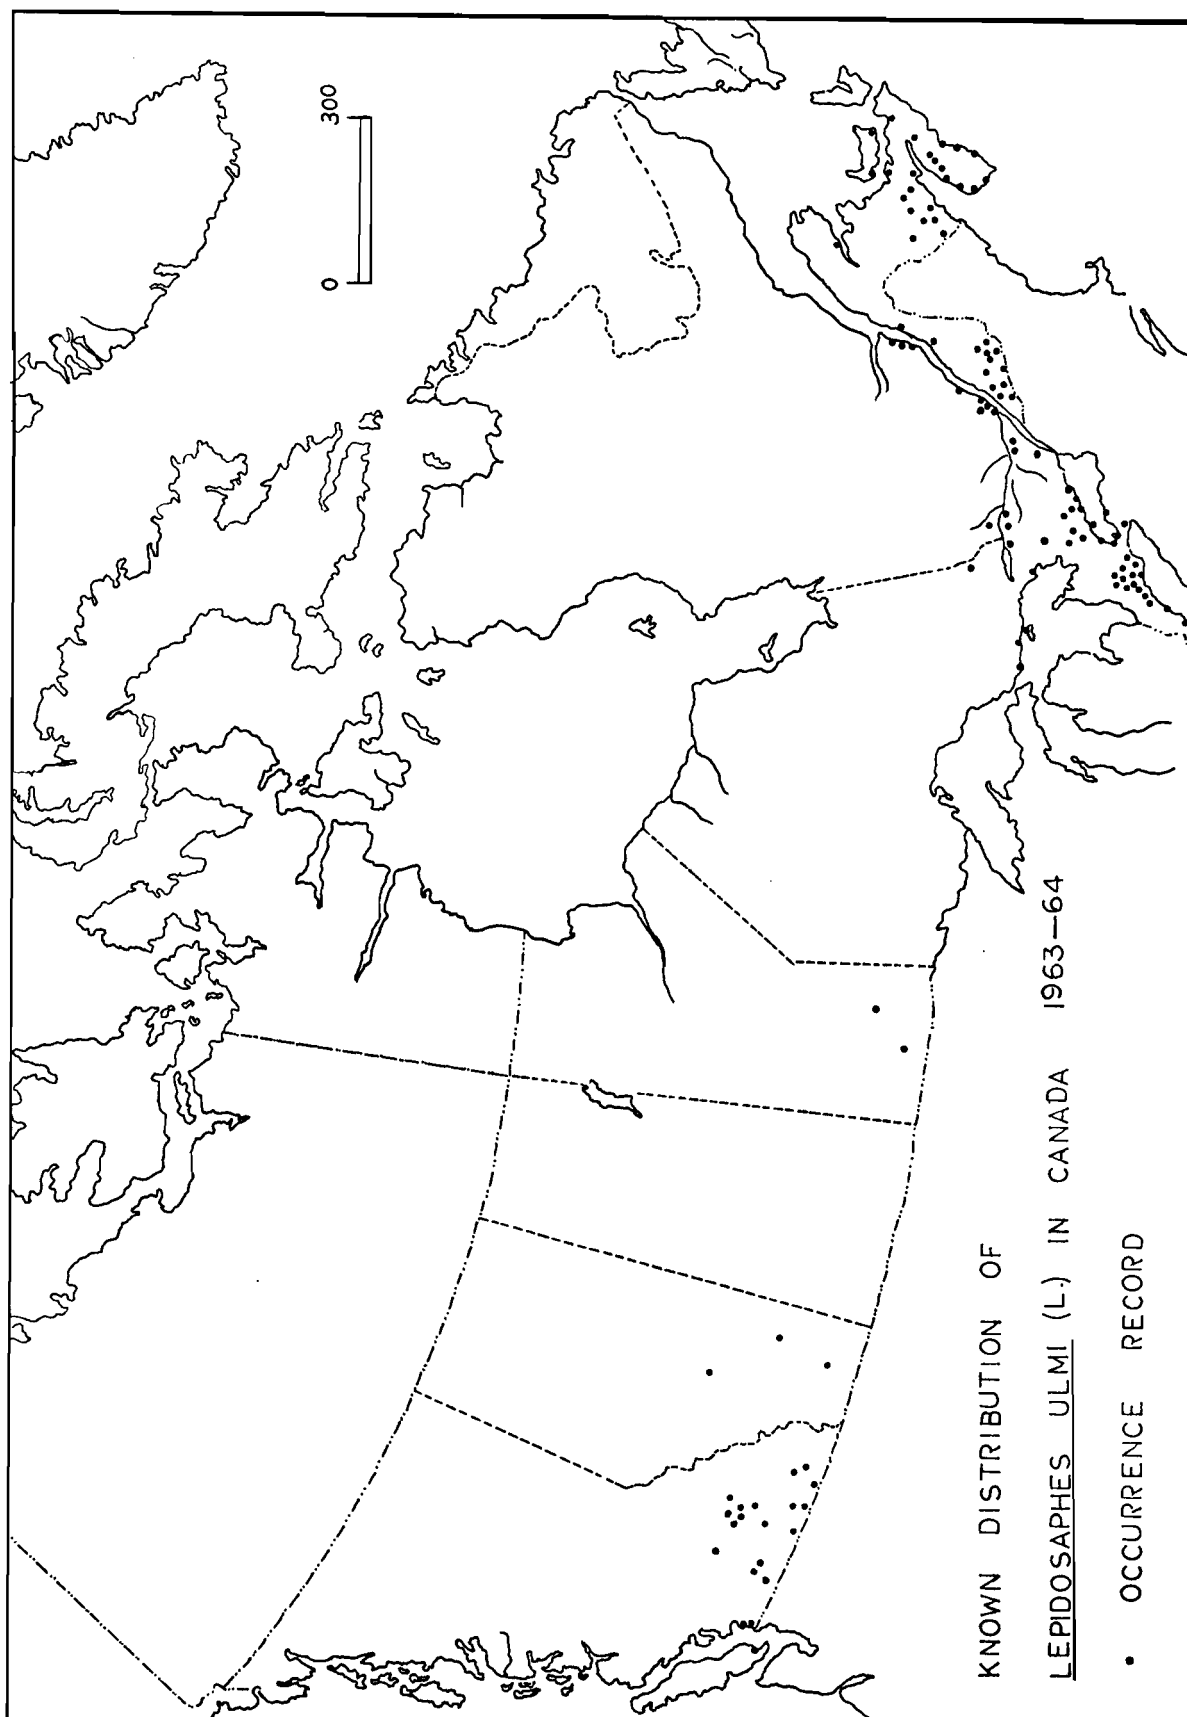 0 300
KNOWN DISTRIBUTION OF
LEPIDOSAPHES ULMI (L.) IN CANADA 1963—64
• OCCURRENCE RECORD